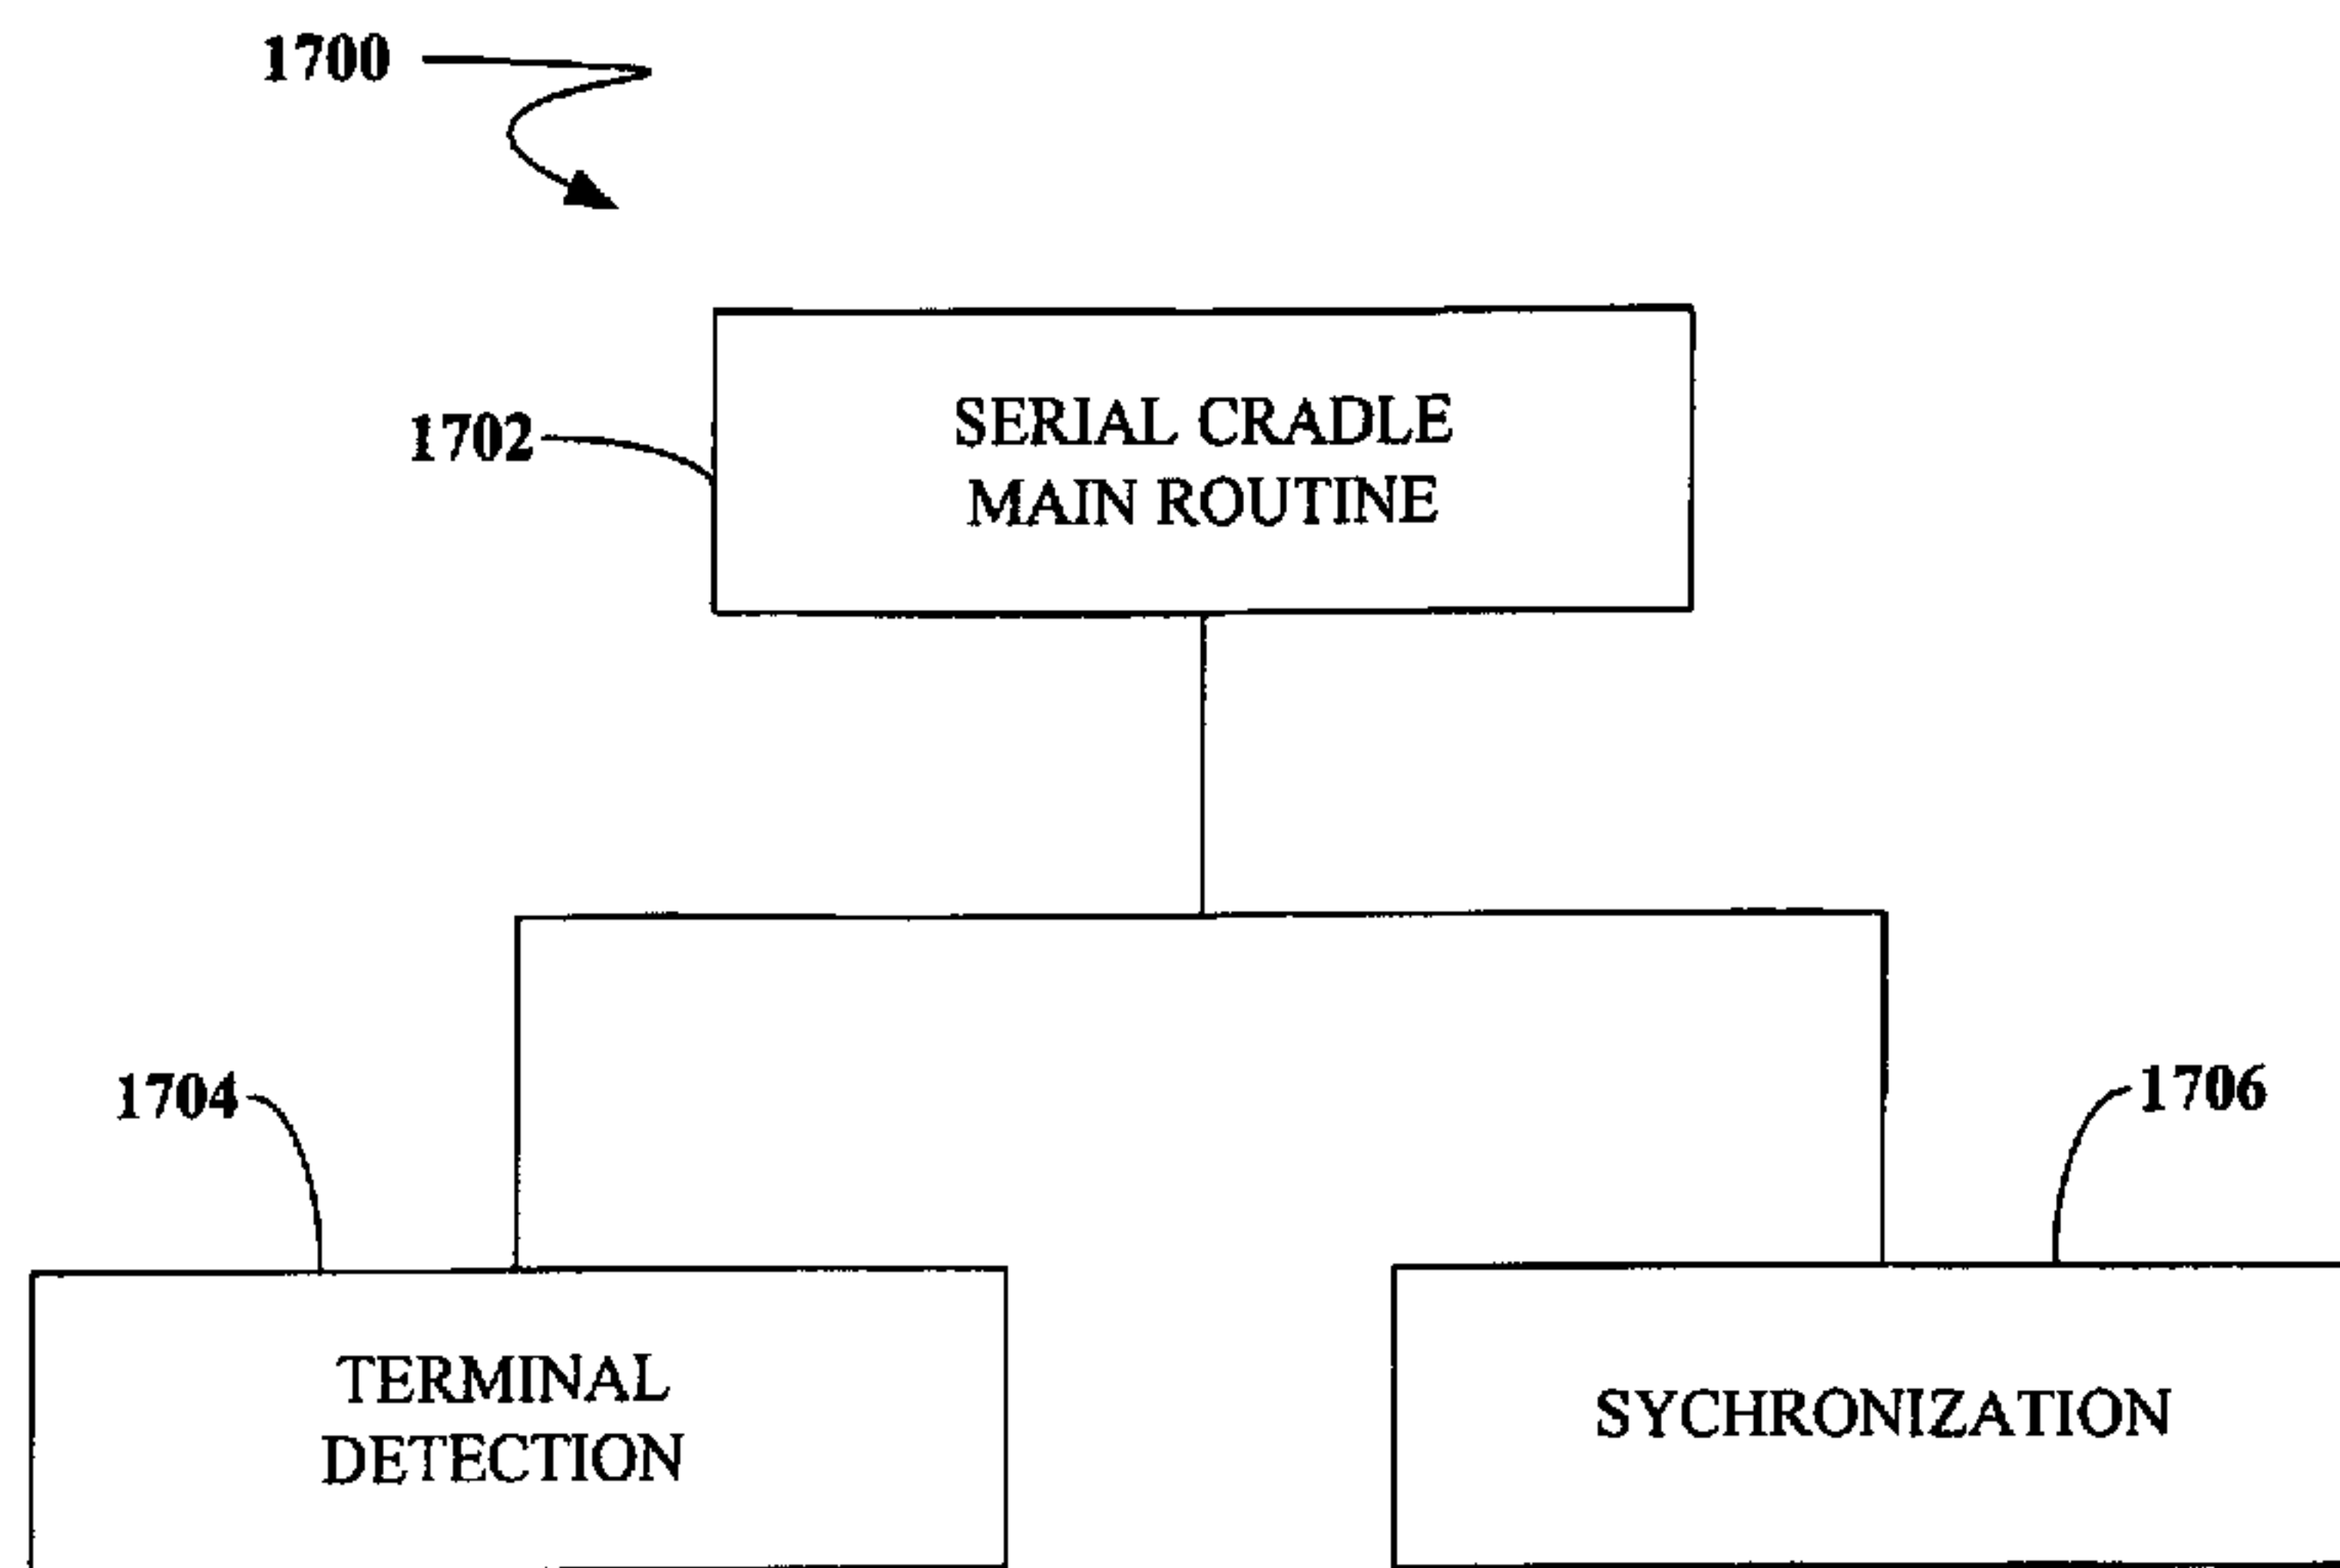 1700
1702
SERIAL CRADLE
MAIN ROUTINE
1704
1706
TERMINAL
DETECTION
SYCHRONIZATION